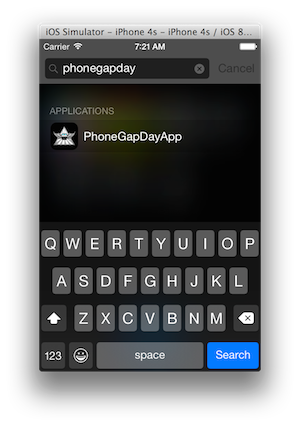 iOS Simulator - iPhone 4s - iPhone 4s / iOS 8...
Carrier 7:21 AM
phonegapday Cancel
APPLICATIONS
PhoneGapDayApp
Q W E R T Y U I O P
A S D F G H J K L
Z X C V B N M
123 space Search